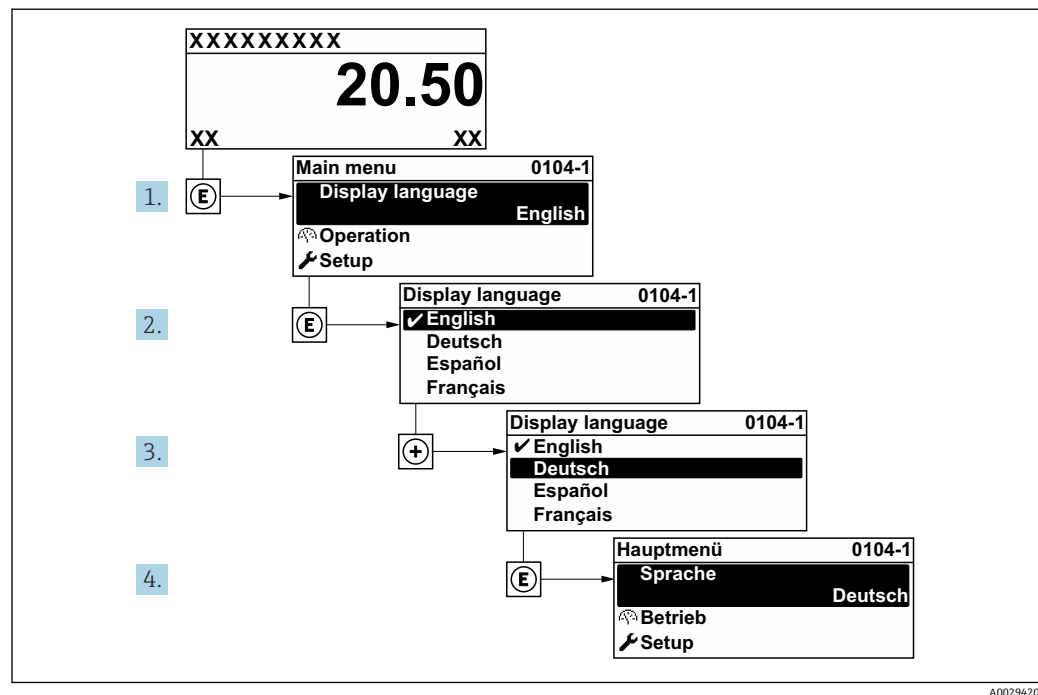 XXXXXXXXX
20.50
XX XX
1. E
Main menu 0104-1
Display language
English
Operation
Setup
2. E
Display language 0104-1
✔English
Deutsch
Español
Français
3. +
Display language 0104-1
✔English
Deutsch
Español
Français
4. E
Hauptmenü 0104-1
Sprache
Deutsch
Betrieb
Setup
A0029420